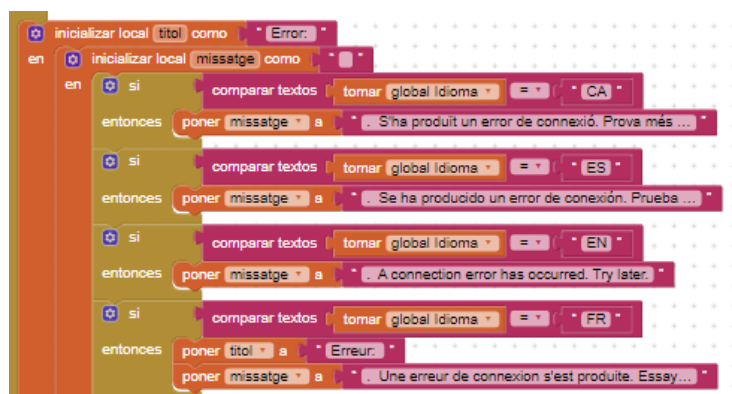 inicializar local titol como " Error: "
en inicializar local missatge como " "
en si comparar textos tomar global Idioma = " CA "
entonces poner missatge a " . S'ha produït un error de connexió. Prova més ... "
si comparar textos tomar global Idioma = " ES "
entonces poner missatge a " . Se ha producido un error de conexión. Prueba ... "
si comparar textos tomar global Idioma = " EN "
entonces poner missatge a " . A connection error has occurred. Try later. "
si comparar textos tomar global Idioma = " FR "
entonces poner titol a " Erreur: "
poner missatge a " . Une erreur de connexion s'est produite. Essay... "